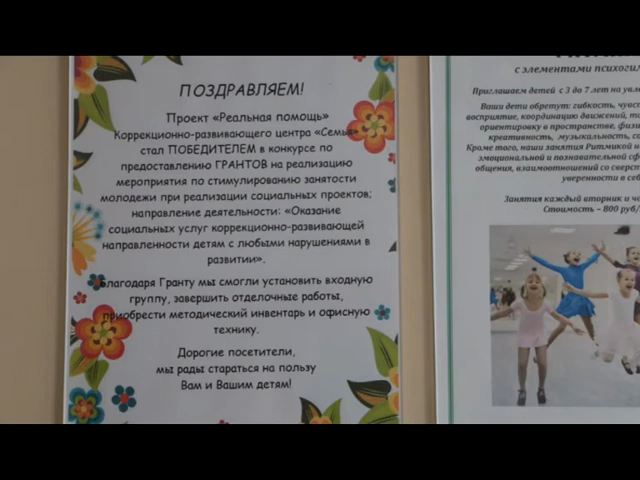 ПОЗДРАВЛЯЕМ!
Проект «Реальная помощь»
Коррекционно-развивающего центра «Семья»
стал ПОБЕДИТЕЛЕМ в конкурсе по
предоставлению ГРАНТОВ на реализацию
мероприятия по стимулированию занятости
молодежи при реализации социальных проектов;
направление деятельности: «Оказание
социальных услуг коррекционно-развивающей
направленности детям с любыми нарушениями в
развитии».
Благодаря Гранту мы смогли установить входную
группу, завершить отделочные работы,
приобрести методический инвентарь и офисную
технику.
Дорогие посетители,
мы рады стараться на пользу
Вам и Вашим детям!
с элементами
Приглашаем детей с 3 до 7 лет на
Ваши дети обретут: гибкость,
восприятие, координацию движений,
ориентировку в пространстве,
креативность, музыкальность,
Кроме того, наши занятия Ритмикой
эмоциональной и познавательной
общения, взаимоотношений со
уверенности в
Занятия каждый вторник и
Стоимость – 800 руб/